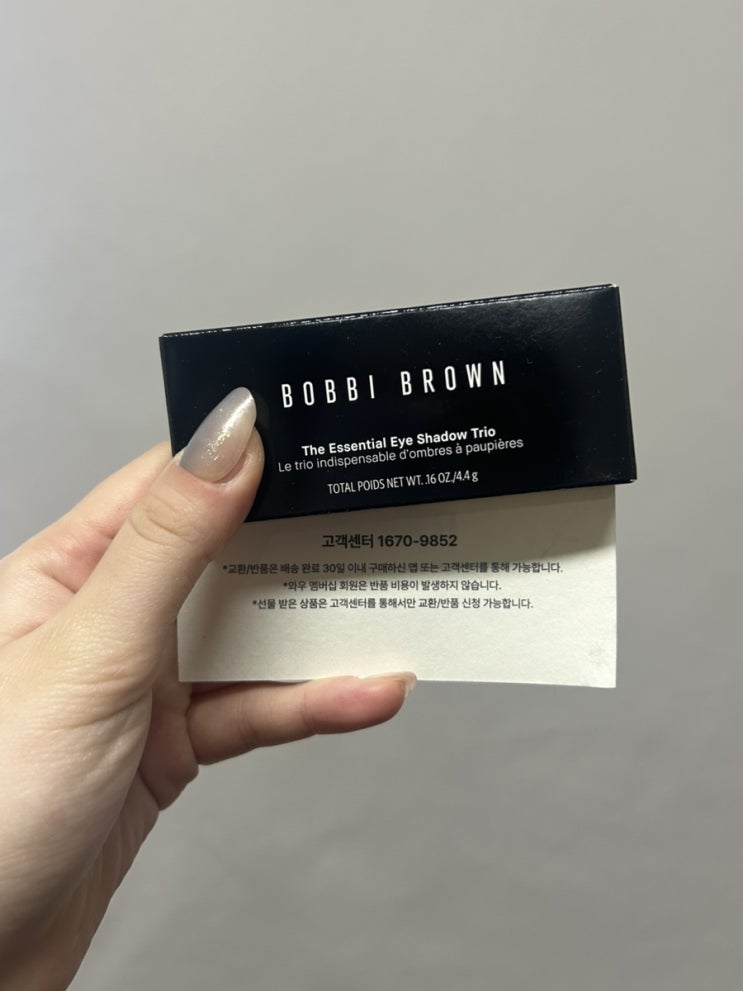 BOBBI BROWN
The Essential Eye Shadow Trio
Le trio indispensable d'ombres à paupières
TOTAL POIDS NET WT. .16 OZ./4.4 g
고객센터 1670-9852
*교환/반품은 배송 완료 30일 이내 구매하신 앱 또는 고객센터를 통해 가능합니다.
*와우 멤버십 회원은 반품 비용이 발생하지 않습니다.
*선물 받은 상품은 고객센터를 통해서만 교환/반품 신청 가능합니다.